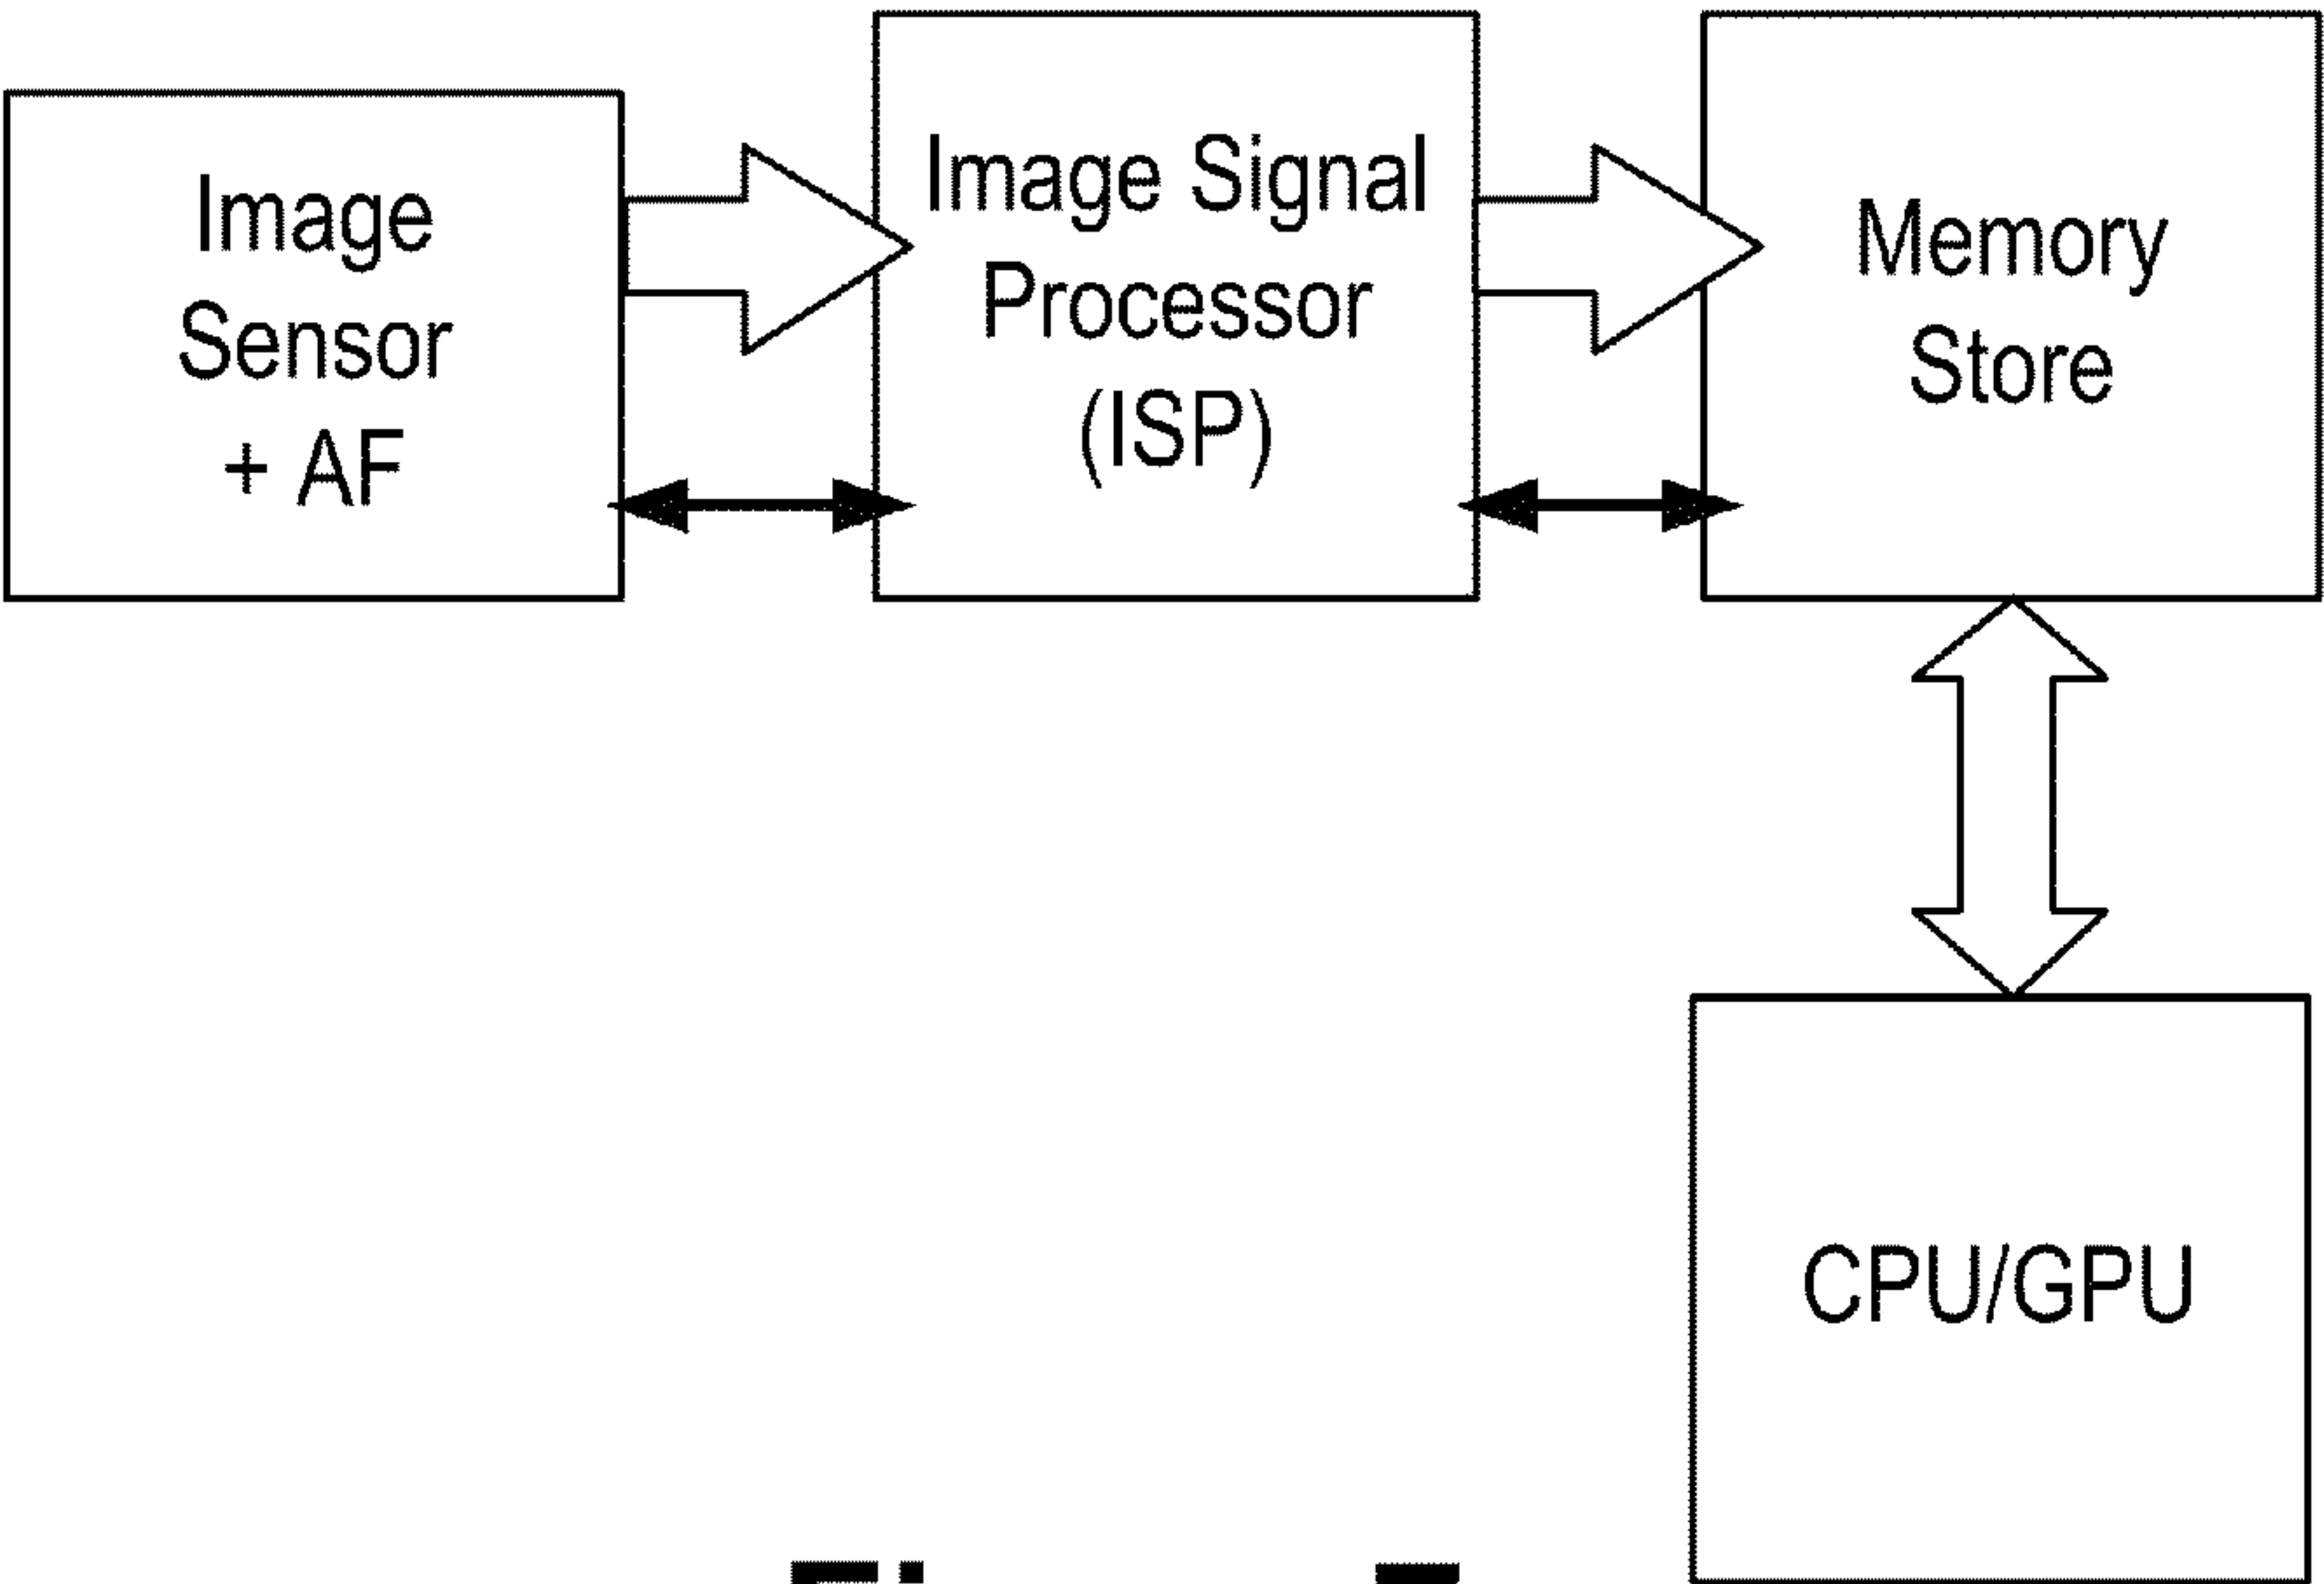 Image
Sensor
+ AF
Image Signal
Processor
(ISP)
Memory
Store
CPU/GPU